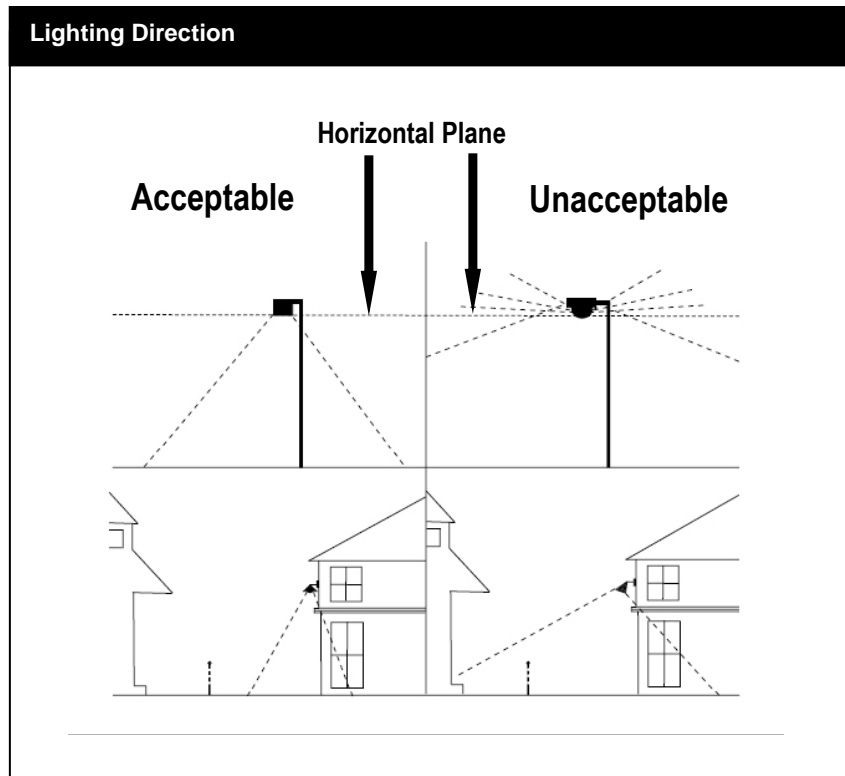 Lighting Direction
Horizontal Plane
Acceptable
Unacceptable